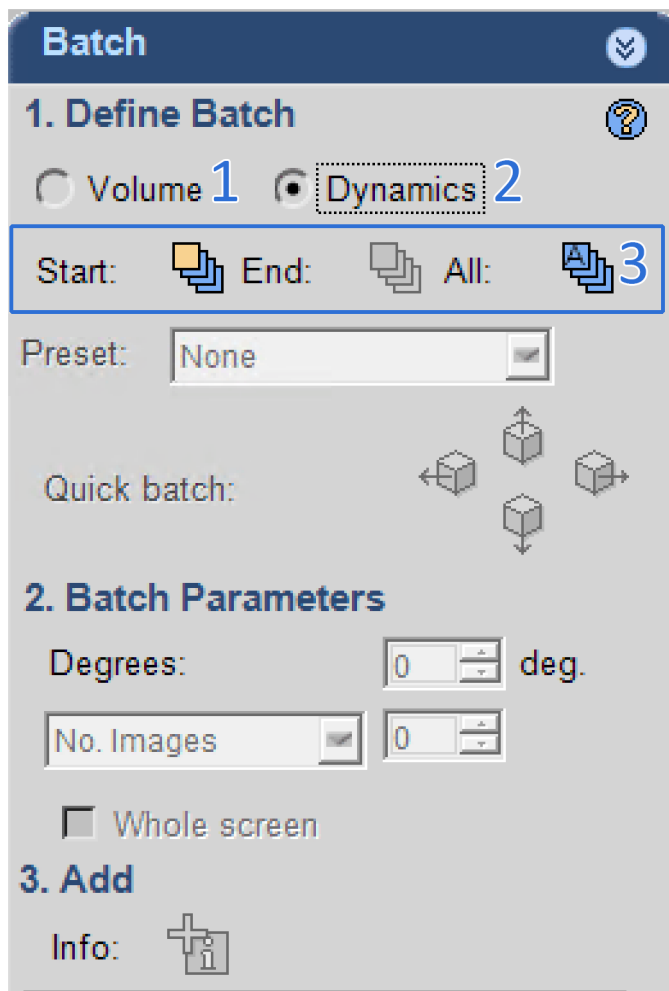 Batch
1. Define Batch
Volume 1 Dynamics 2
Start: End: All: A 3
Preset: None
Quick batch:
2. Batch Parameters
Degrees: 0 deg.
No. Images 0
Whole screen
3. Add
Info: i